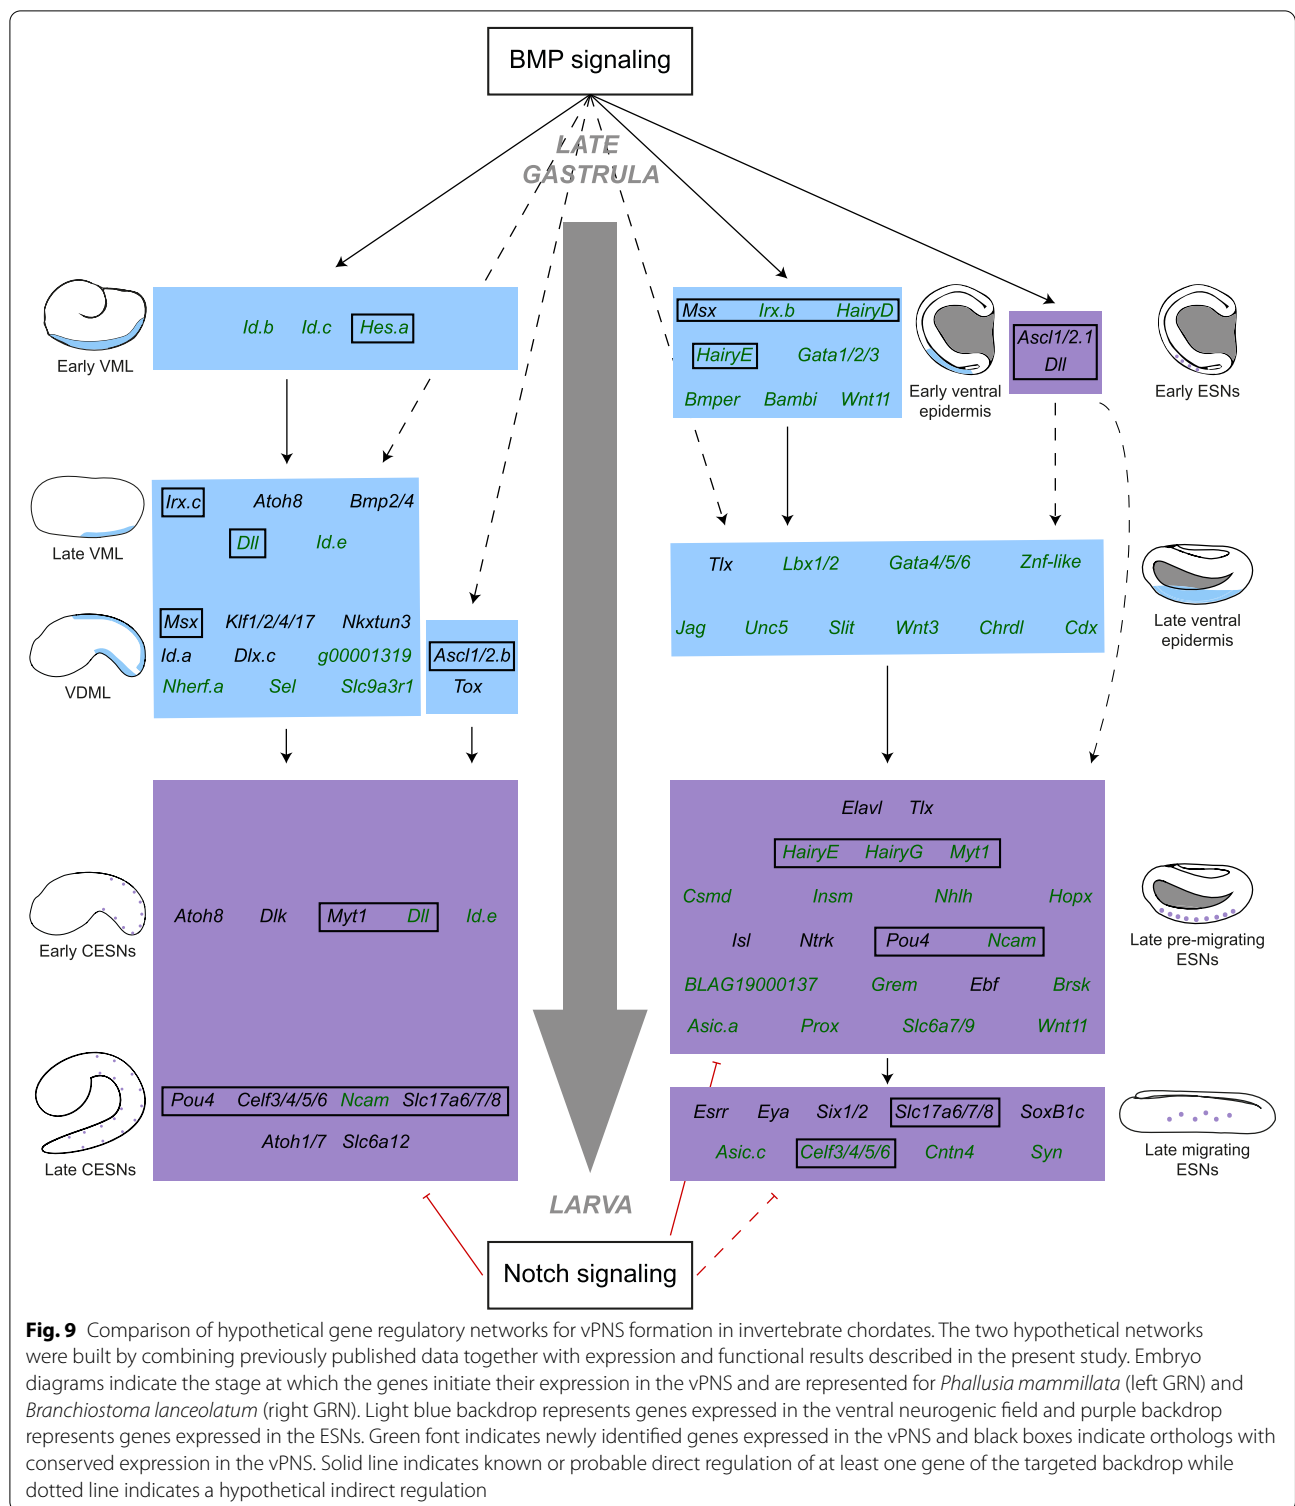 BMP signaling
LATE
GASTRULA
Id.b Id.c Hes.a
Early VML
Msx Irx.b HairyD
HairyE Gata1/2/3
Bmper Bambi Wnt11
Early ventral
epidermis
Ascl1/2.1
Dll
Early ESNs
Irx.c Atoh8 Bmp2/4
Dll Id.e
Late VML
Msx Klf1/2/4/17 Nkxtun3
Id.a Dlx.c g00001319
Nherf.a Sel Slc9a3r1
VDML
Ascl1/2.b
Tox
Tlx Lbx1/2 Gata4/5/6 Znf-like
Jag Unc5 Slit Wnt3 Chrdl Cdx
Late ventral
epidermis
Atoh8 Dlk Myt1 Dll Id.e
Early CESNs
Pou4 Celf3/4/5/6 Ncam Slc17a6/7/8
Atoh1/7 Slc6a12
Late CESNs
Elavl Tlx
HairyE HairyG Myt1
Csmd Insm Nhlh Hopx
Isl Ntrk Pou4 Ncam
BLAG19000137 Grem Ebf Brsk
Asic.a Prox Slc6a7/9 Wnt11
Late pre-migrating
ESNs
Esrr Eya Six1/2 Slc17a6/7/8 SoxB1c
Asic.c Celf3/4/5/6 Cntn4 Syn
Late migrating
ESNs
LARVA
Notch signaling
Fig. 9 Comparison of hypothetical gene regulatory networks for vPNS formation in invertebrate chordates. The two hypothetical networks
were built by combining previously published data together with expression and functional results described in the present study. Embryo
diagrams indicate the stage at which the genes initiate their expression in the vPNS and are represented for Phallusia mammillata (left GRN) and
Branchiostoma lanceolatum (right GRN). Light blue backdrop represents genes expressed in the ventral neurogenic field and purple backdrop
represents genes expressed in the ESNs. Green font indicates newly identified genes expressed in the vPNS and black boxes indicate orthologs with
conserved expression in the vPNS. Solid line indicates known or probable direct regulation of at least one gene of the targeted backdrop while
dotted line indicates a hypothetical indirect regulation